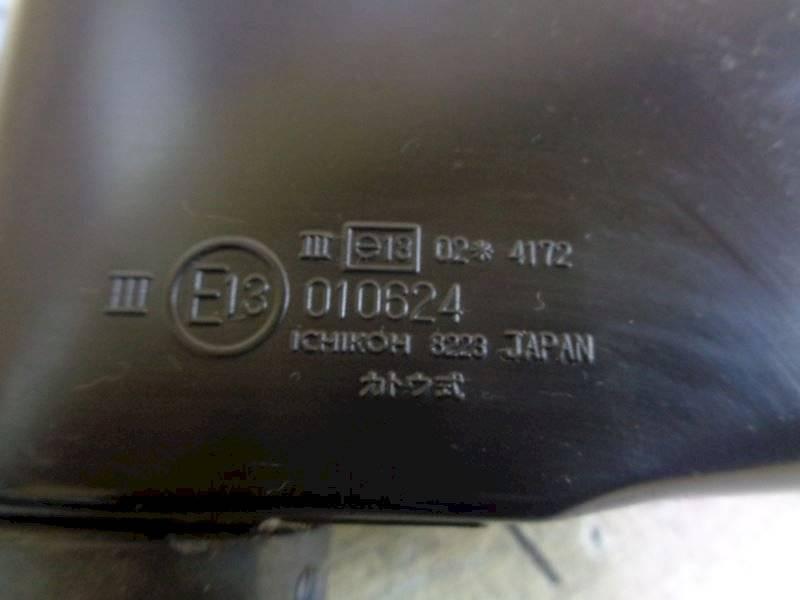 III e13 02* 4172
III E13 010624
ICHIKOH 8223 JAPAN
カトウ式